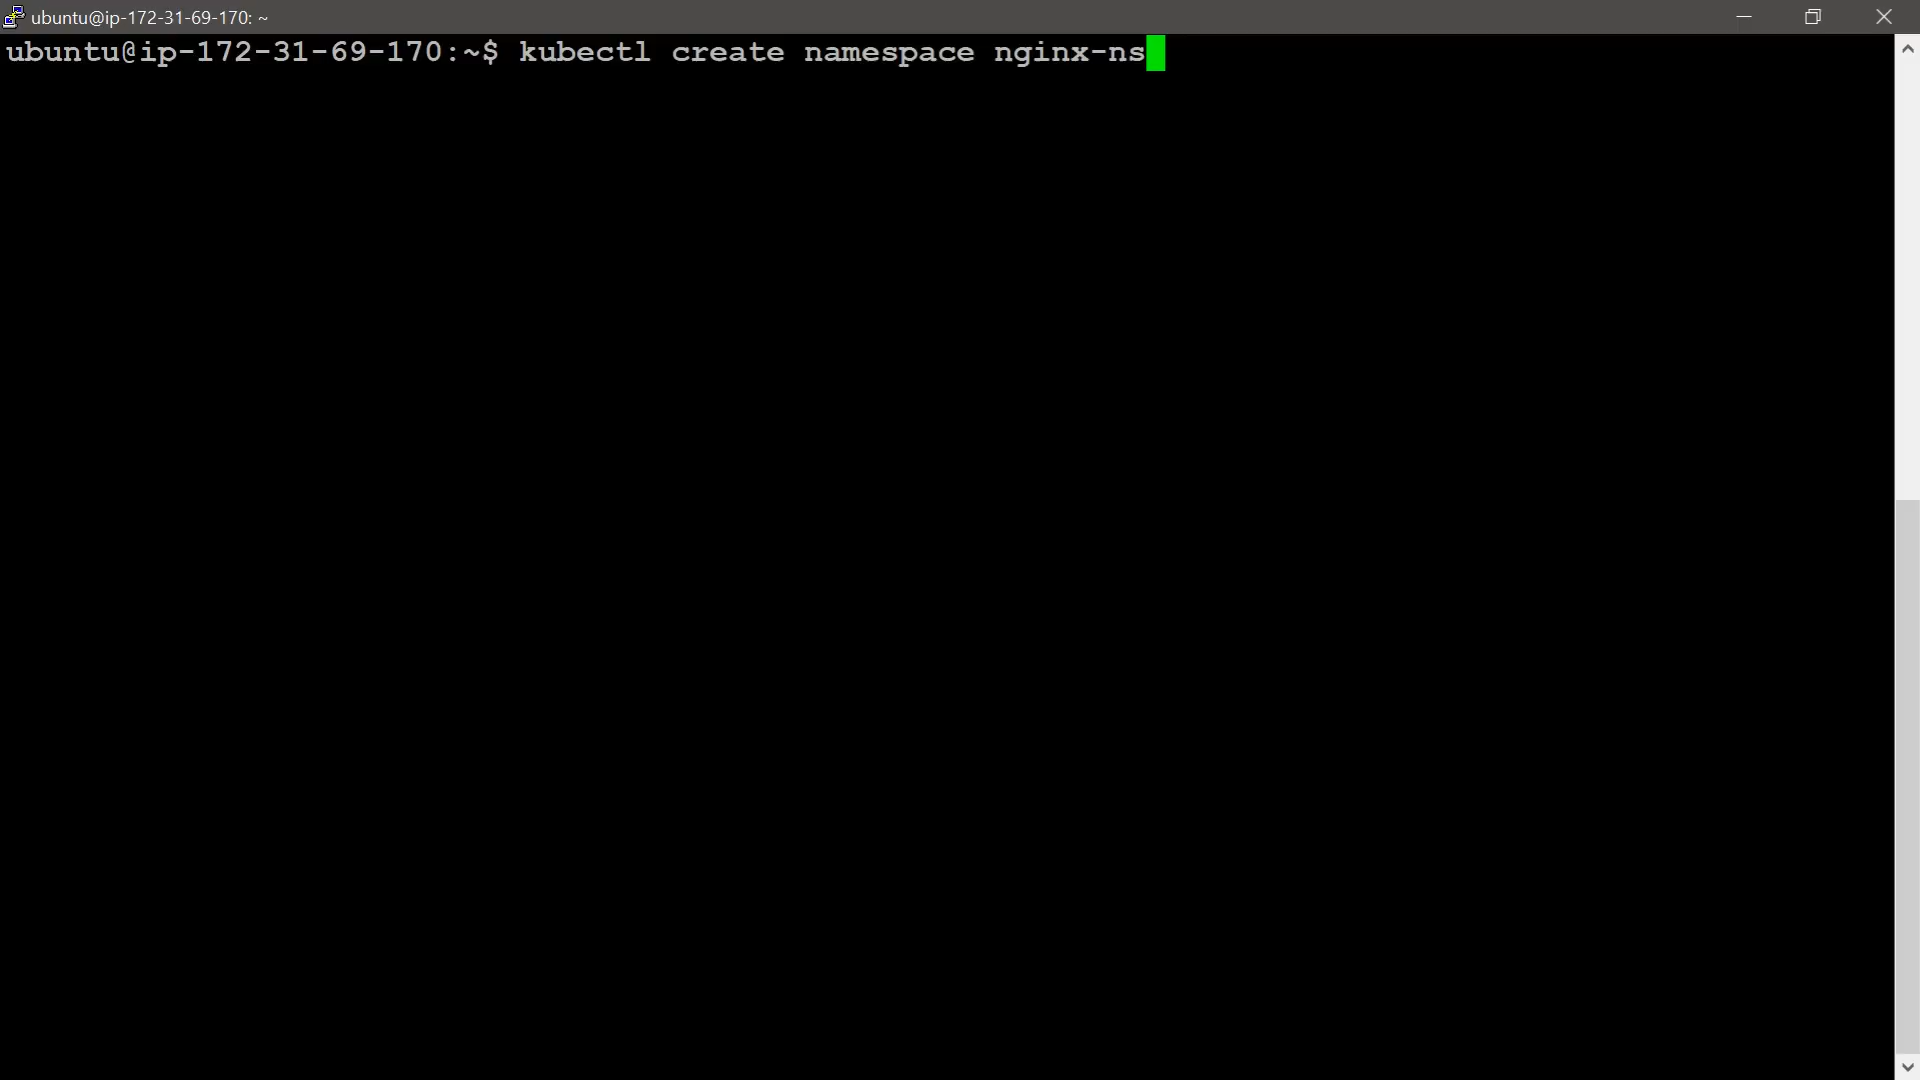 ubuntu@ip-172-31-69-170: ~
ubuntu@ip-172-31-69-170:~$ kubectl create namespace nginx-ns